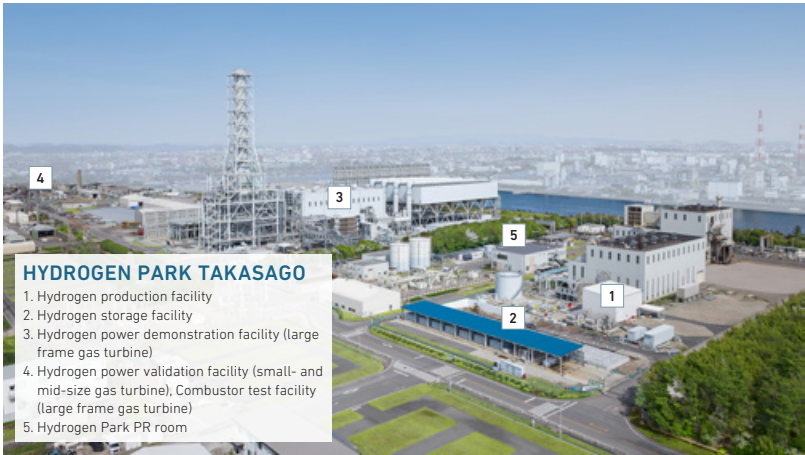 4
3
5
1
2
HYDROGEN PARK TAKASAGO
1. Hydrogen production facility
2. Hydrogen storage facility
3. Hydrogen power demonstration facility (large
frame gas turbine)
4. Hydrogen power validation facility (small- and
mid-size gas turbine), Combustor test facility
(large frame gas turbine)
5. Hydrogen Park PR room